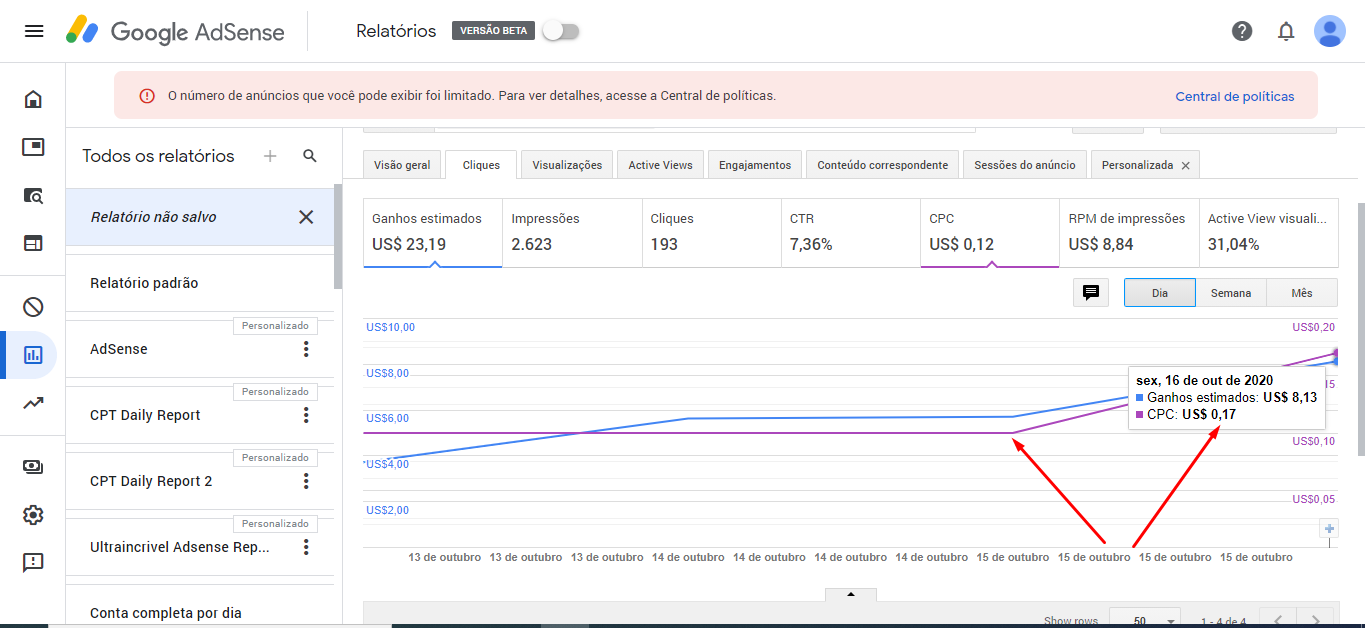 Google AdSense
Relatórios
VERSÃO BETA
O número de anúncios que você pode exibir foi limitado. Para ver detalhes, acesse a Central de políticas.
Central de políticas
Todos os relatórios
Relatório não salvo
Relatório padrão
Personalizado
AdSense
Personalizado
CPT Daily Report
Personalizado
CPT Daily Report 2
Personalizado
Ultraincrivel Adsense Rep...
Conta completa por dia
Visão geral
Cliques
Visualizações
Active Views
Engajamentos
Conteúdo correspondente
Sessões do anúncio
Personalizada
Ganhos estimados
US$ 23,19
Impressões
2.623
Cliques
193
CTR
7,36%
CPC
US$ 0,12
RPM de impressões
US$ 8,84
Active View visuali...
31,04%
Dia
Semana
Mês
US$10,00
US$8,00
US$6,00
US$4,00
US$2,00
US$0,20
15
US$0,10
US$0,05
sex, 16 de out de 2020
Ganhos estimados: US$ 8,13
CPC: US$ 0,17
13 de outubro 13 de outubro 13 de outubro 14 de outubro 14 de outubro 14 de outubro 14 de outubro 15 de outubro 15 de outubro 15 de outubro 15 de outubro
Show rows
50
1 - 4 de 4